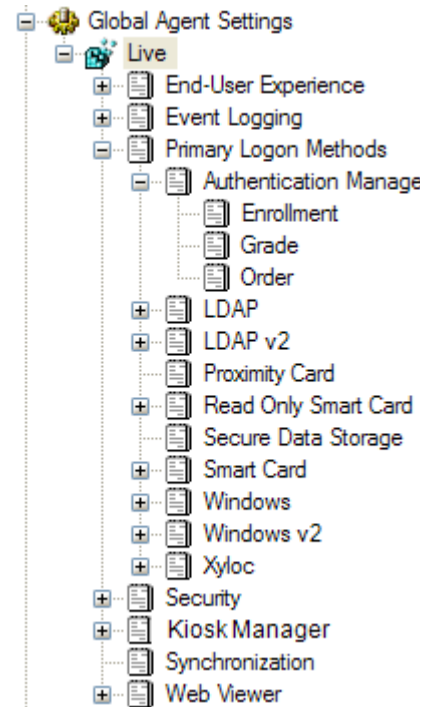 Global Agent Settings
Live
End-User Experience
Event Logging
Primary Logon Methods
Authentication Manage
Enrollment
Grade
Order
LDAP
LDAP v2
Proximity Card
Read Only Smart Card
Secure Data Storage
Smart Card
Windows
Windows v2
Xyloc
Security
Kiosk Manager
Synchronization
Web Viewer